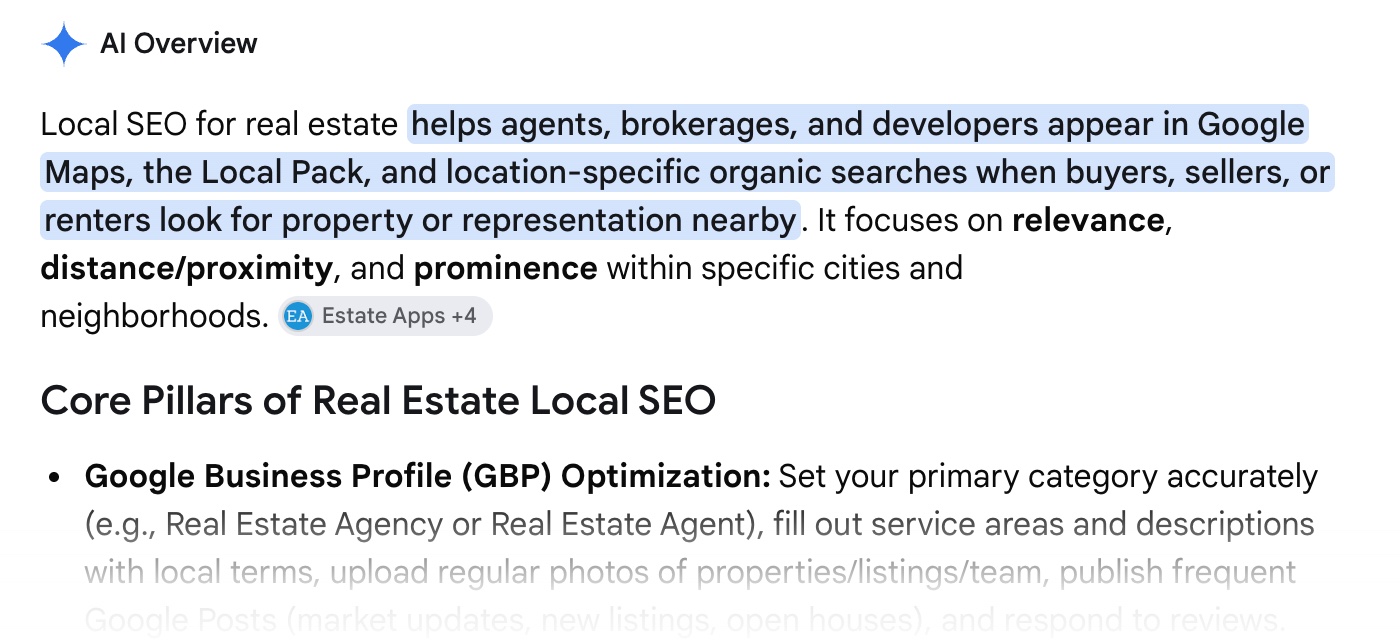 AI Overview
Local SEO for real estate helps agents, brokerages, and developers appear in Google
Maps, the Local Pack, and location-specific organic searches when buyers, sellers, or
renters look for property or representation nearby. It focuses on relevance,
distance/proximity, and prominence within specific cities and
neighborhoods. EA Estate Apps +4
Core Pillars of Real Estate Local SEO
• Google Business Profile (GBP) Optimization: Set your primary category accurately
(e.g., Real Estate Agency or Real Estate Agent), fill out service areas and descriptions
with local terms, upload regular photos of properties/listings/team, publish frequent
Google Posts (market updates, new listings, open houses), and respond to reviews.